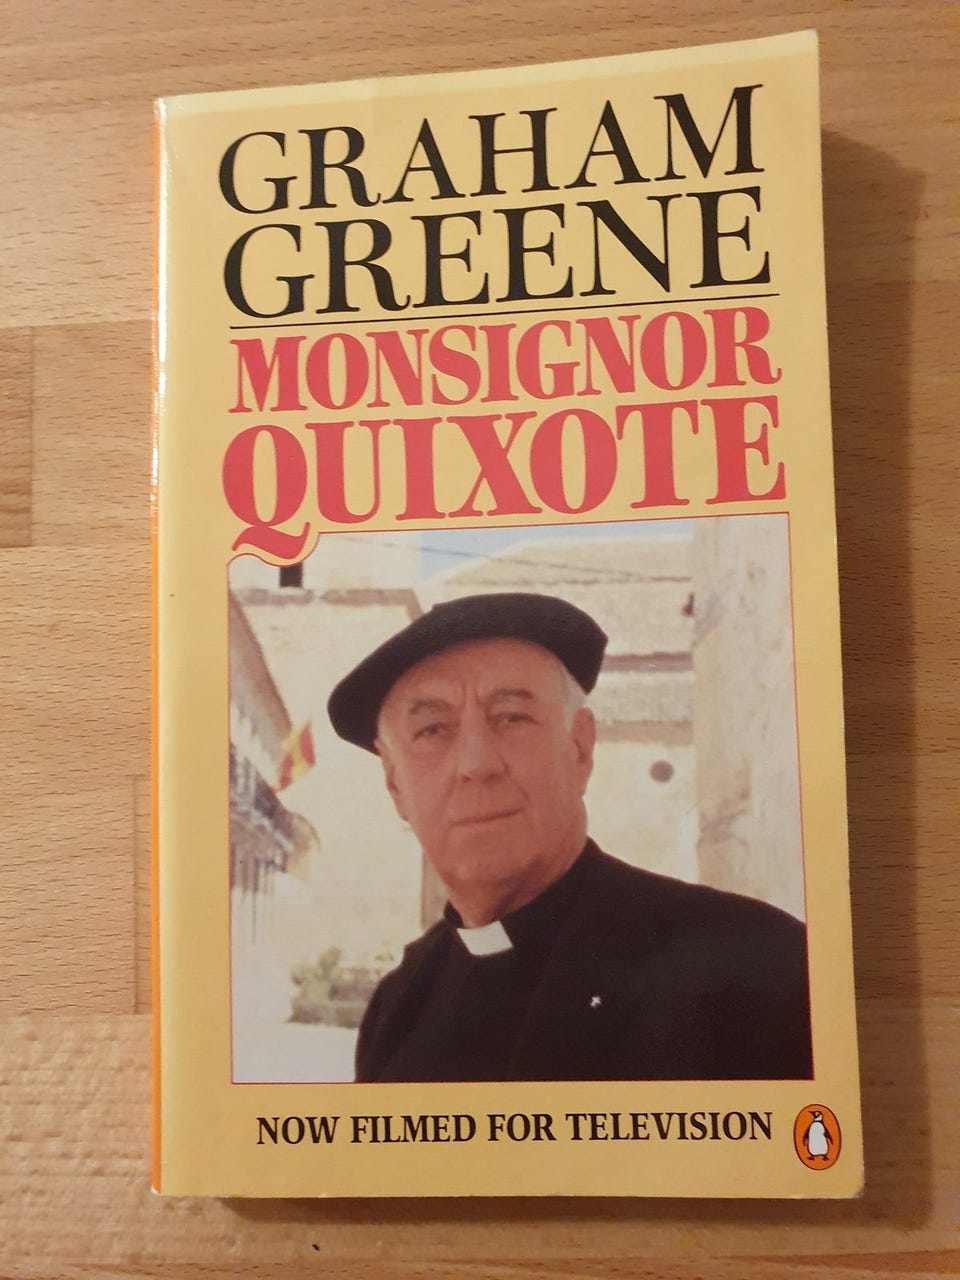 GRAHAM
GREENE
MONSIGNOR
QUIXOTE
NOW FILMED FOR TELEVISION